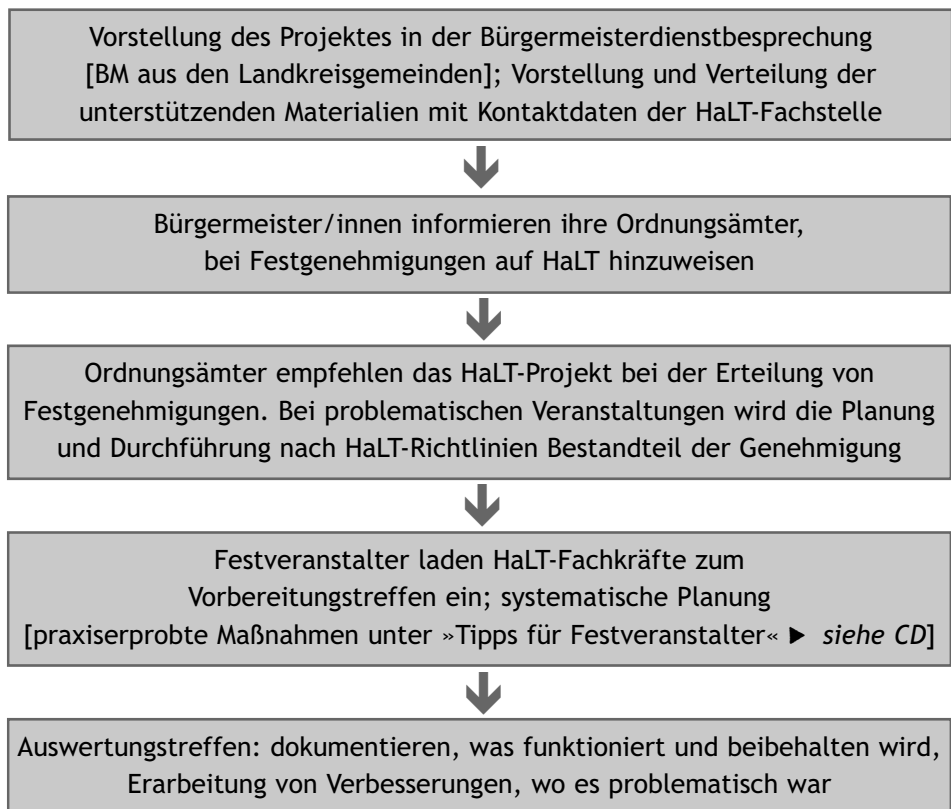 Vorstellung des Projektes in der Bürgermeisterdienstbesprechung
[BM aus den Landkreisgemeinden]; Vorstellung und Verteilung der
unterstützenden Materialien mit Kontaktdaten der HaLT-Fachstelle
Bürgermeister/innen informieren ihre Ordnungsämter,
bei Festgenehmigungen auf HaLT hinzuweisen
Ordnungsämter empfehlen das HaLT-Projekt bei der Erteilung von
Festgenehmigungen. Bei problematischen Veranstaltungen wird die Planung
und Durchführung nach HaLT-Richtlinien Bestandteil der Genehmigung
Festveranstalter laden HaLT-Fachkräfte zum
Vorbereitungstreffen ein; systematische Planung
[praxiserprobte Maßnahmen unter »Tipps für Festveranstalter« ▶ siehe CD]
Auswertungstreffen: dokumentieren, was funktioniert und beibehalten wird,
Erarbeitung von Verbesserungen, wo es problematisch war